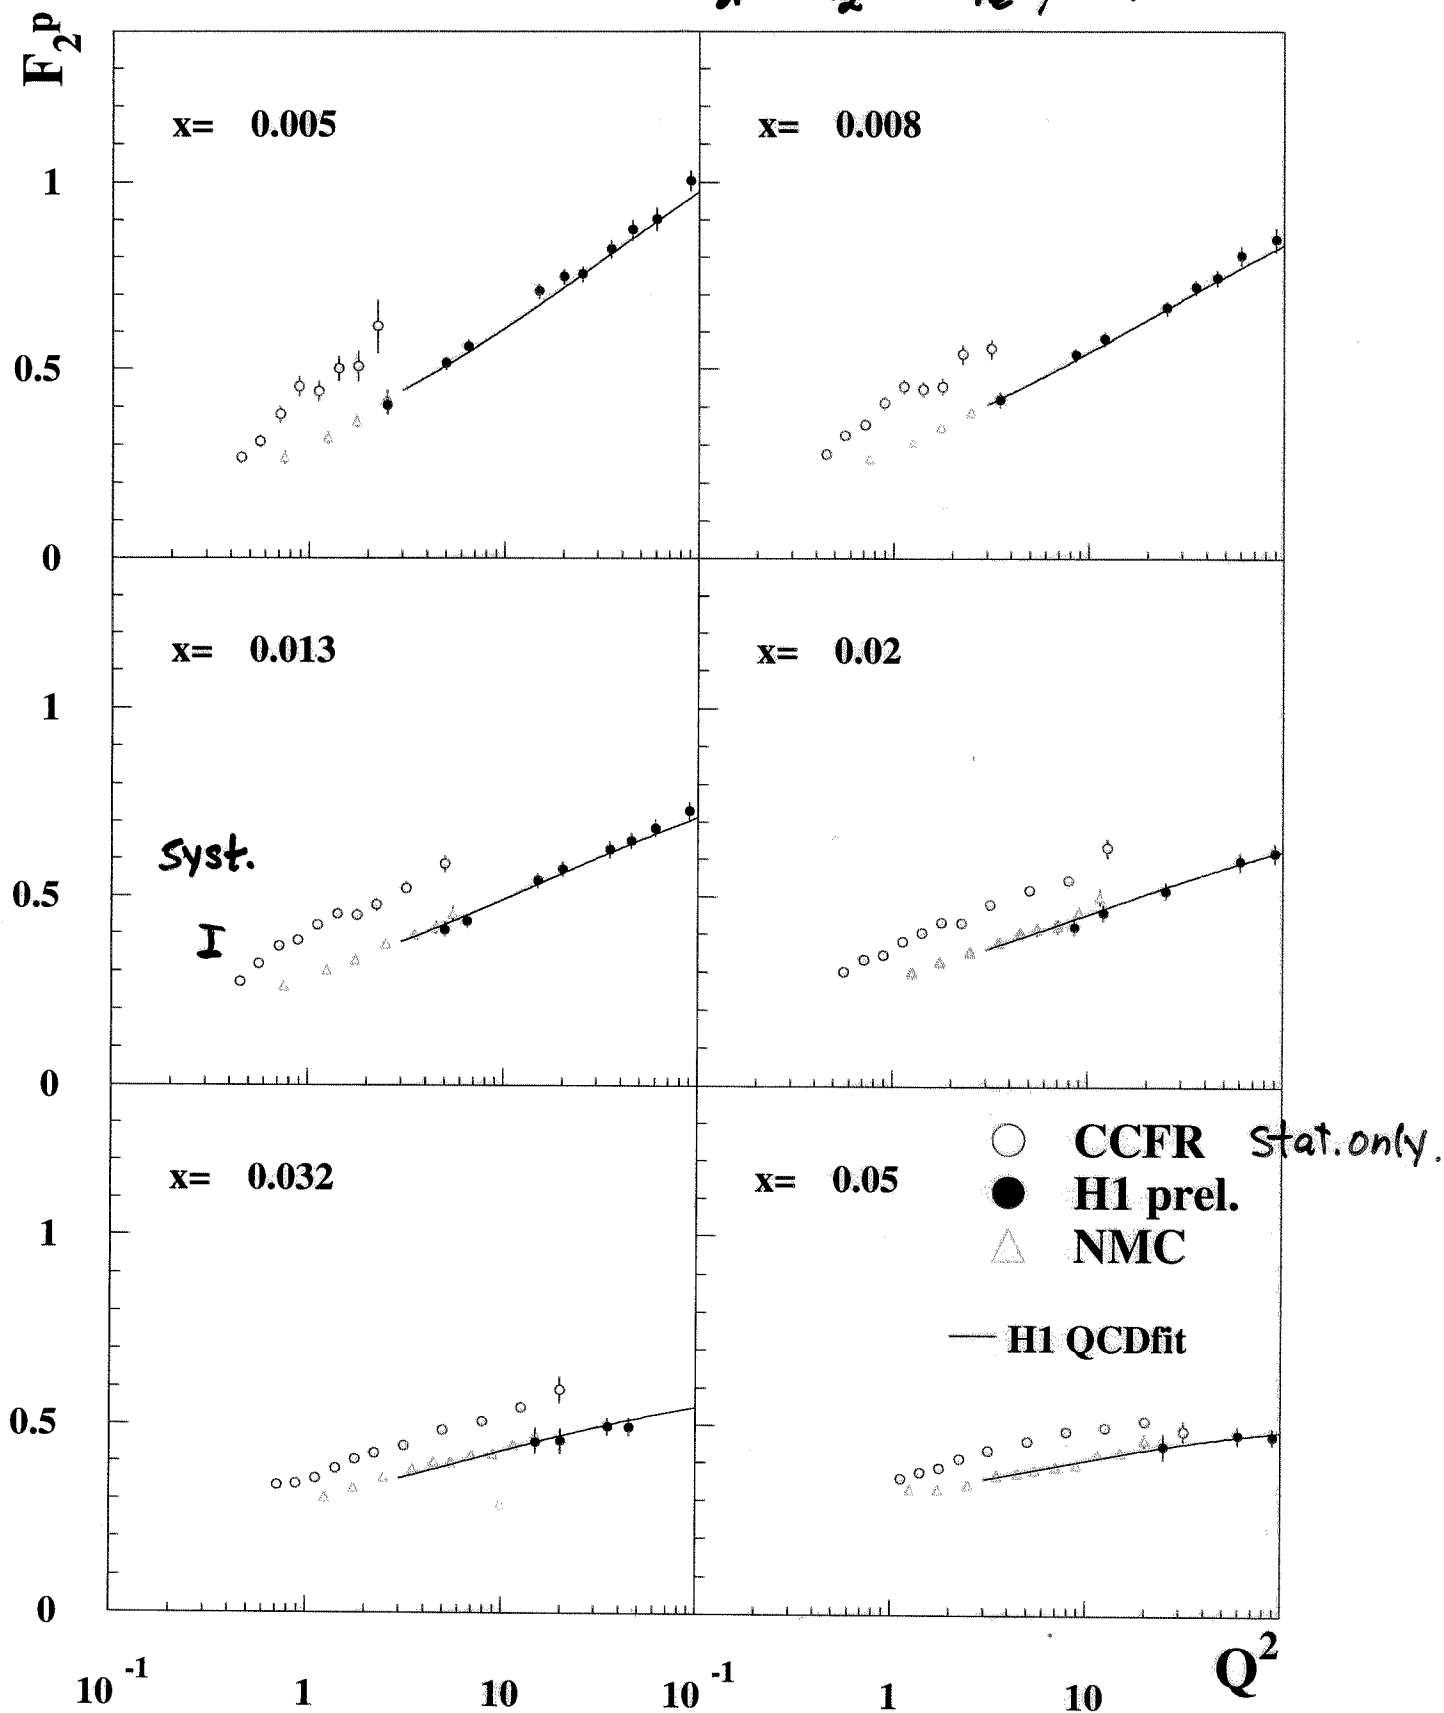 F₂ᵖ
x= 0.005
x= 0.008
1
0.5
0
x= 0.013
x= 0.02
1
Syst.
0.5
I
0
CCFR Stat. only.
x= 0.032
x= 0.05
H1 prel.
1
NMC
H1 QCDfit
0.5
0
Q²
10⁻¹ 1 10 10⁻¹ 1 10